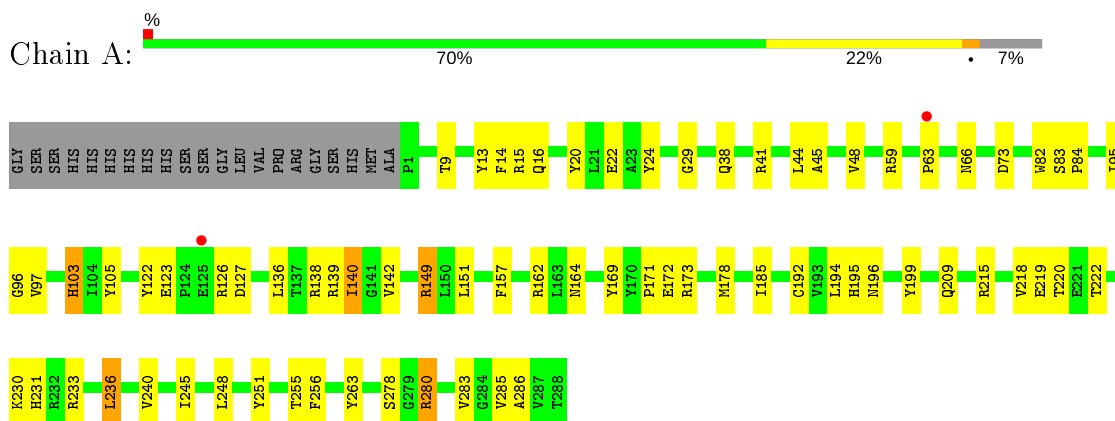 %
Chain A:
70% 22% • 7%
GLY SER SER HIS HIS HIS HIS HIS HIS SER SER GLY LEU VAL PRO ARG GLY SER HIS MET ALA P1 T9 Y13 F14 R15 Q16 Y20 L21 E22 A23 Y24 G29 Q38 R41 L44 A45 V48 R59 P63 N66 D73 W82 S83 P84 I95
G96 V97 H103 I104 Y105 Y122 E123 P124 E125 R126 D127 L136 T137 R138 R139 I140 G141 V142 R149 L150 L151 F157 R162 L163 N164 Y169 Y170 P171 E172 R173 M178 I185 C192 V193 L194 H195 N196 Y199 Q209 R215 V218 E219 T220 E221 T222
K230 H231 R232 R233 L236 V240 I245 L248 Y251 T255 F256 Y263 S278 G279 R280 V283 G284 V285 A286 V287 T288